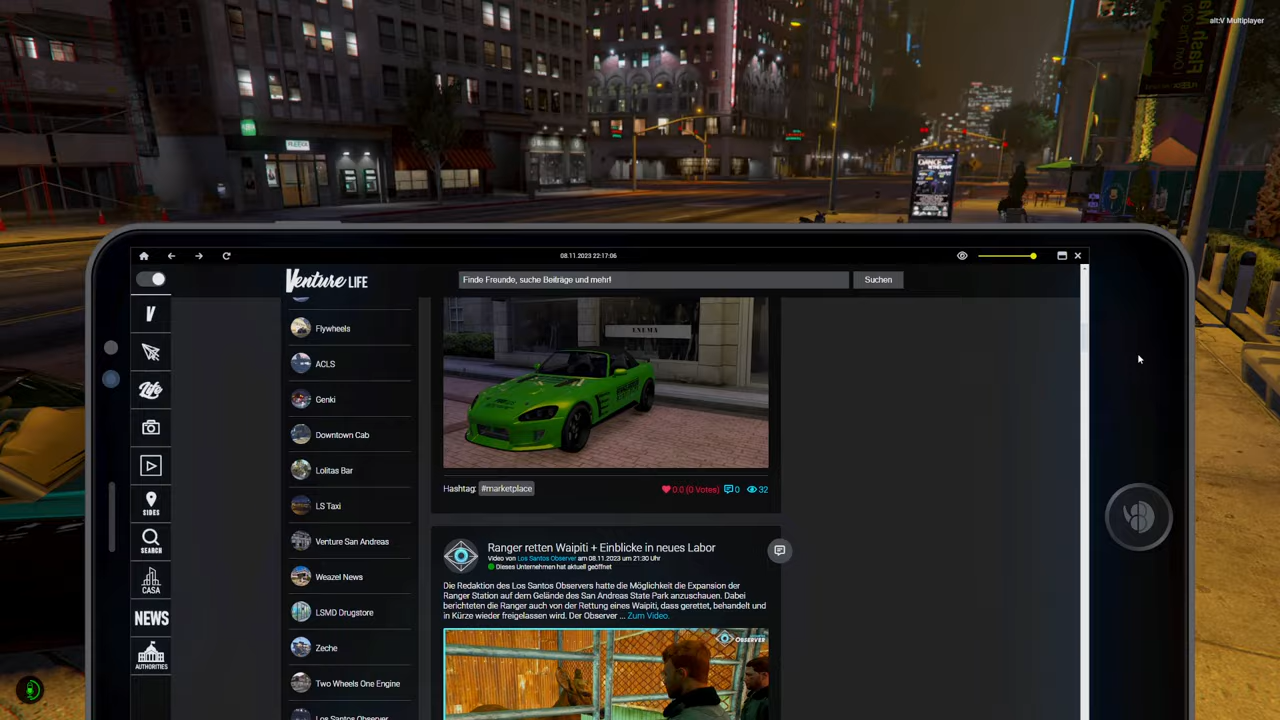 alt:V Multiplayer
FLEECA
08.11.2023 22:17:06
Venture LIFE
Finde Freunde, suche Beiträge und mehr!
Suchen
V
Life
SIDES
SEARCH
CASA
NEWS
AUTHORITIES
Flywheels
ACLS
Genki
Downtown Cab
Lolitas Bar
LS Taxi
Venture San Andreas
Weazel News
LSMD Drugstore
Zeche
Two Wheels One Engine
Los Santos Observer
ENEMA
Hashtag: #marketplace
0.0 (0 Votes) 0 32
Ranger retten Waipiti + Einblicke in neues Labor
Video von Los Santos Observer am 08.11.2023 um 21:30 Uhr
Dieses Unternehmen hat aktuell geöffnet
Die Redaktion des Los Santos Observers hatte die Möglichkeit die Expansion der
Ranger Station auf dem Gelände des San Andreas State Park anzuschauen. Dabei
berichteten die Ranger auch von der Rettung eines Waipiti, dass gerettet, behandelt und
in Kürze wieder freigelassen wird. Der Observer ... Zum Video.
OBSERVER